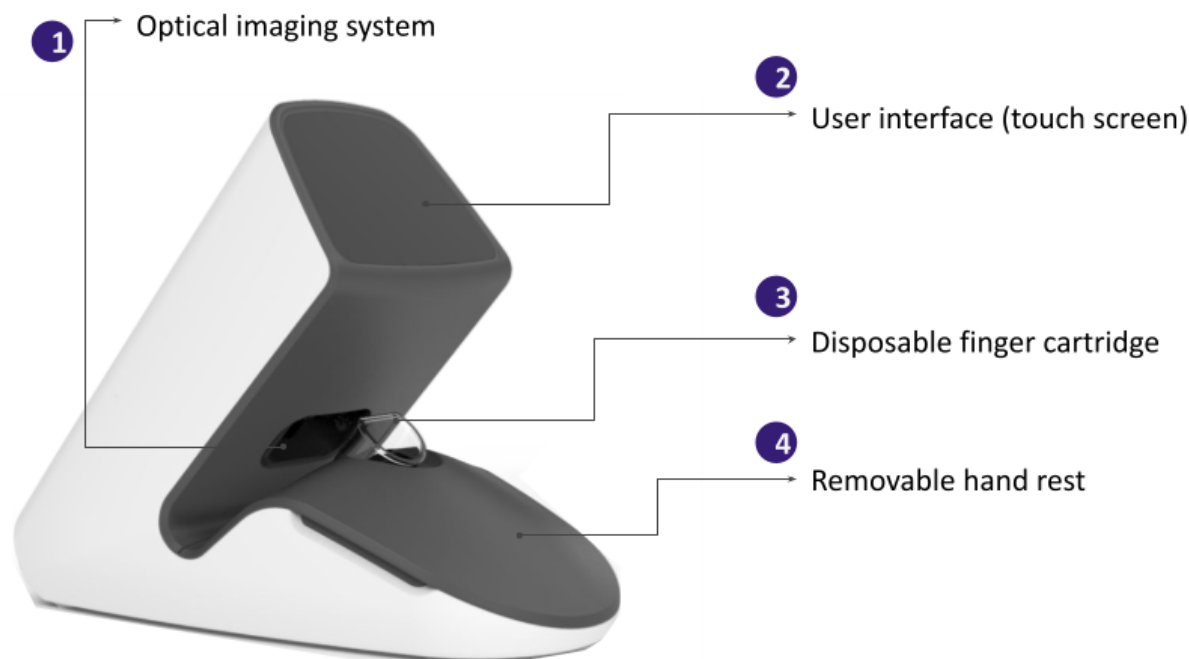 1
Optical imaging system
2
User interface (touch screen)
3
Disposable finger cartridge
4
Removable hand rest